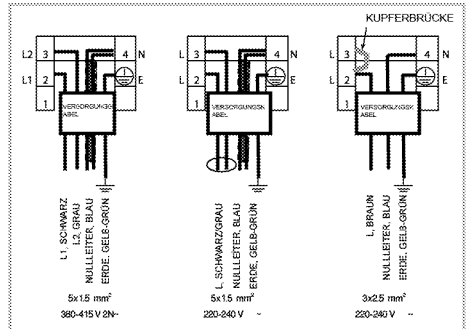 KUPFERBRÜCKE
L2 3 4 N
L1 2 E
1
VERSORGUNGSK
ABEL
L1, SCHWARZ
L2, GRAU
NULLLEITER, BLAU
ERDE, GELB-GRÜN
5x1.5 mm²
380-415 V 2N~
L 3 4 N
L 2 E
1
VERSORGUNGSK
ABEL
L, SCHWARZ/GRAU
NULLLEITER, BLAU
ERDE, GELB-GRÜN
5x1.5 mm²
220-240 V ~
L 3 4 N
L 2 E
1
VERSORGUNGSK
ABEL
L, BRAUN
NULLLEITER, BLAU
ERDE, GELB-GRÜN
3x2.5 mm²
220-240 V ~